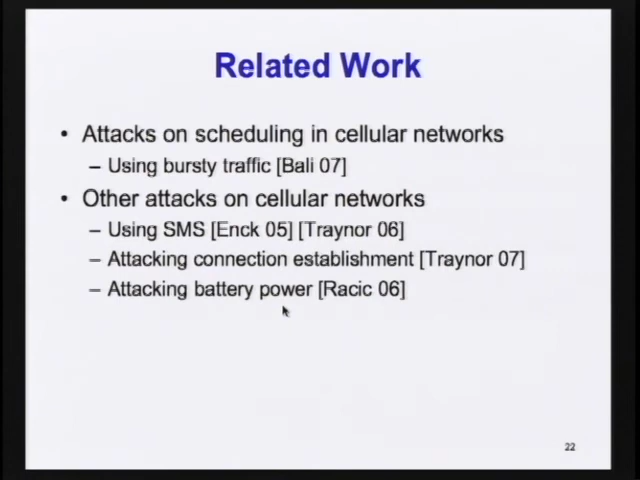 Related Work
• Attacks on scheduling in cellular networks
– Using bursty traffic [Bali 07]
• Other attacks on cellular networks
– Using SMS [Enck 05] [Traynor 06]
– Attacking connection establishment [Traynor 07]
– Attacking battery power [Racic 06]
22